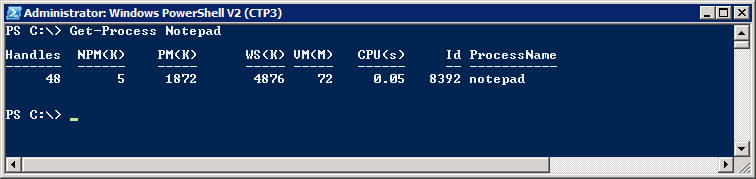 Administrator: Windows PowerShell V2 (CTP3)
PS C:\> Get-Process Notepad
Handles NPM(K) PM(K) WS(K) VM(M) CPU(s) Id ProcessName
------- ------ ----- ----- ----- ------ -- -----------
48 5 1872 4876 72 0.05 8392 notepad
PS C:\> _